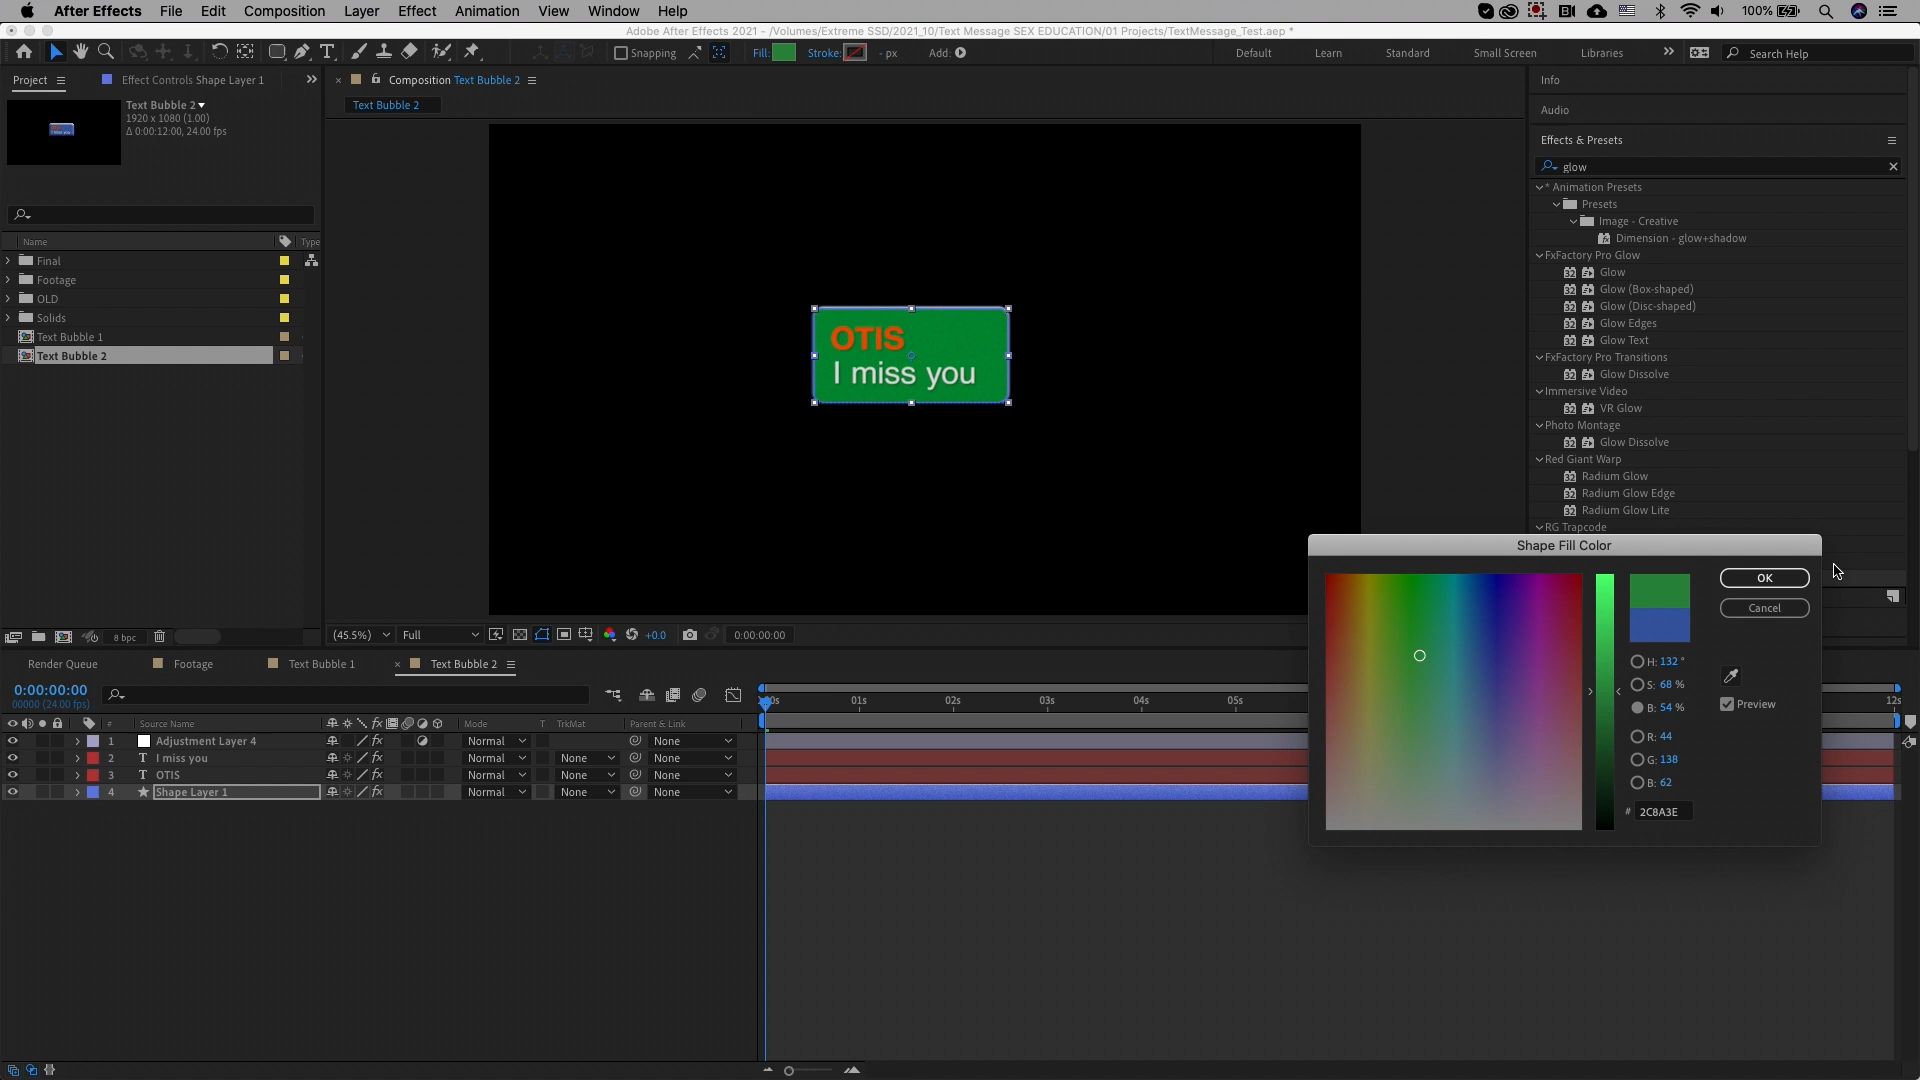 After Effects File Edit Composition Layer Effect Animation View Window Help 100%
Adobe After Effects 2021 - /Volumes/Extreme SSD/2021_10/Text Message SEX EDUCATION/01 Projects/TextMessage_Test.aep *
Snapping Fill: Stroke: - px Add: Default Learn Standard Small Screen Libraries Search Help
Project Effect Controls Shape Layer 1 Composition Text Bubble 2 Info
Text Bubble 2 1920 x 1080 (1.00) Δ 0:00:12:00, 24.00 fps
Text Bubble 2
Audio
Effects & Presets
glow
* Animation Presets
Presets
Image - Creative
Dimension - glow+shadow
FxFactory Pro Glow
Glow
Glow (Box-shaped)
Glow (Disc-shaped)
Glow Edges
Glow Text
FxFactory Pro Transitions
Glow Dissolve
Immersive Video
VR Glow
Photo Montage
Glow Dissolve
Red Giant Warp
Radium Glow
Radium Glow Edge
Radium Glow Lite
RG Trapcode
Name Type
Final
Footage
OLD
Solids
Text Bubble 1
Text Bubble 2
OTIS
I miss you
8 bpc
(45.5%) Full +0.0 0:00:00:00
Shape Fill Color
OK
Cancel
H: 132 °
S: 68 %
B: 54 %
Preview
R: 44
G: 138
B: 62
# 2C8A3E
Render Queue Footage Text Bubble 1 Text Bubble 2
0:00:00:00
00000 (24.00 fps)
01s 02s 03s 04s 05s 12s
# Source Name Mode T TrkMat Parent & Link
1 Adjustment Layer 4 Normal None
2 T I miss you Normal None None
3 T OTIS Normal None None
4 Shape Layer 1 Normal None None